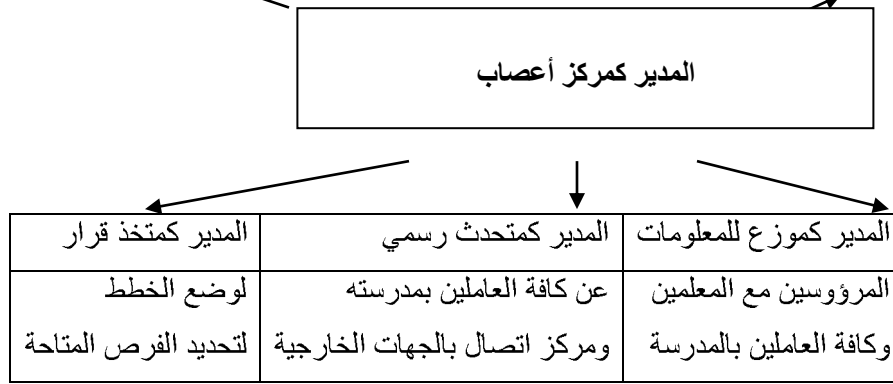 المدير كمركز أعصاب
المدير كموزع للمعلومات
المدير كمتحدث رسمي
المدير كمتخذ قرار
المرؤوسين مع المعلمين
وكافة العاملين بالمدرسة
عن كافة العاملين بمدرسته
ومركز اتصال بالجهات الخارجية
لوضع الخطط
لتحديد الفرص المتاحة